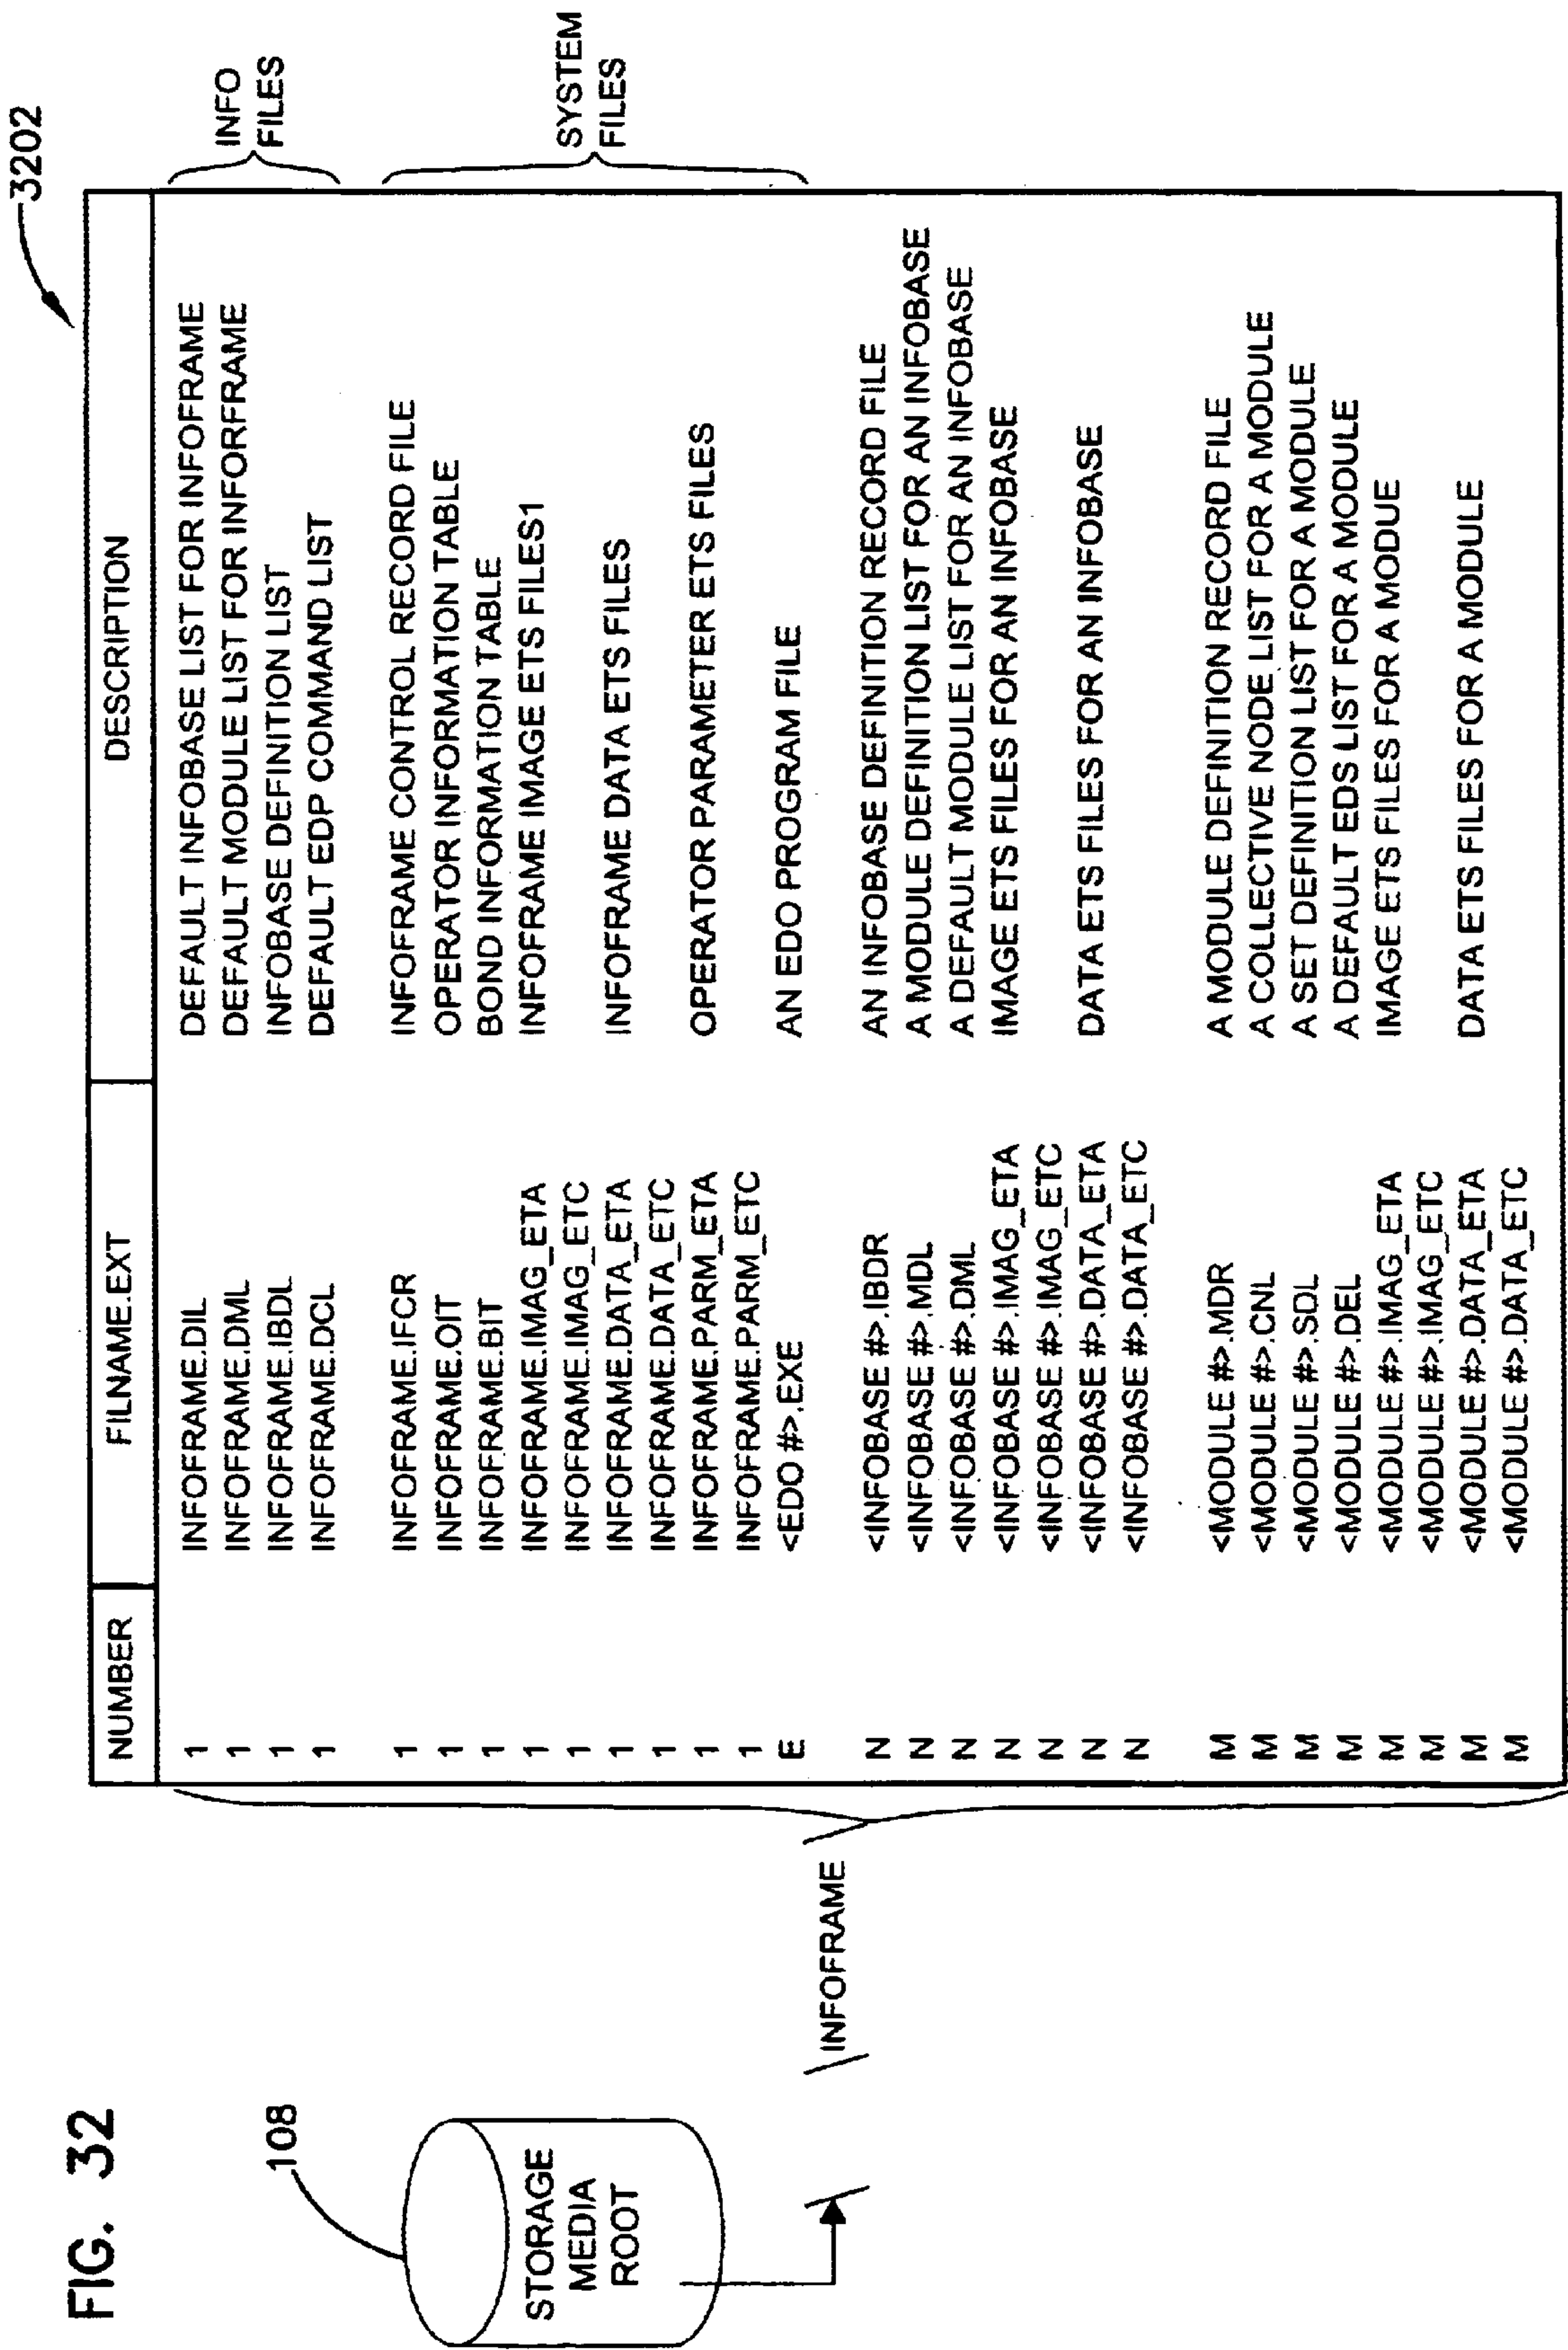 FIG. 32
3202
108
STORAGE
MEDIA
ROOT
INFOFRAME
NUMBER FILNAME.EXT DESCRIPTION
1 INFOFRAME.DIL DEFAULT INFOBASE LIST FOR INFOFRAME
1 INFOFRAME.DML DEFAULT MODULE LIST FOR INFORFRAME
1 INFOFRAME.IBDL INFOBASE DEFINITION LIST
1 INFOFRAME.DCL DEFAULT EDP COMMAND LIST
INFO
FILES
1 INFOFRAME.IFCR INFOFRAME CONTROL RECORD FILE
1 INFOFRAME.OIT OPERATOR INFORMATION TABLE
1 INFOFRAME.BIT BOND INFORMATION TABLE
1 INFOFRAME.IMAG_ETA INFOFRAME IMAGE ETS FILES1
1 INFOFRAME.IMAG_ETC
1 INFOFRAME.DATA_ETA INFOFRAME DATA ETS FILES
1 INFOFRAME.DATA_ETC
1 INFOFRAME.PARM_ETA OPERATOR PARAMETER ETS FILES
1 INFOFRAME.PARM_ETC
E <EDO #>.EXE AN EDO PROGRAM FILE
SYSTEM
FILES
N <INFOBASE #>.IBDR AN INFOBASE DEFINITION RECORD FILE
N <INFOBASE #>.MDL A MODULE DEFINITION LIST FOR AN INFOBASE
N <INFOBASE #>.DML A DEFAULT MODULE LIST FOR AN INFOBASE
N <INFOBASE #>.IMAG_ETA IMAGE ETS FILES FOR AN INFOBASE
N <INFOBASE #>.IMAG_ETC
N <INFOBASE #>.DATA_ETA DATA ETS FILES FOR AN INFOBASE
N <INFOBASE #>.DATA_ETC
M <MODULE #>.MDR A MODULE DEFINITION RECORD FILE
M <MODULE #>.CNL A COLLECTIVE NODE LIST FOR A MODULE
M <MODULE #>.SDL A SET DEFINITION LIST FOR A MODULE
M <MODULE #>.DEL A DEFAULT EDS LIST FOR A MODULE
M <MODULE #>.IMAG_ETA IMAGE ETS FILES FOR A MODUE
M <MODULE #>.IMAG_ETC
M <MODULE #>.DATA_ETA DATA ETS FILES FOR A MODULE
M <MODULE #>.DATA_ETC